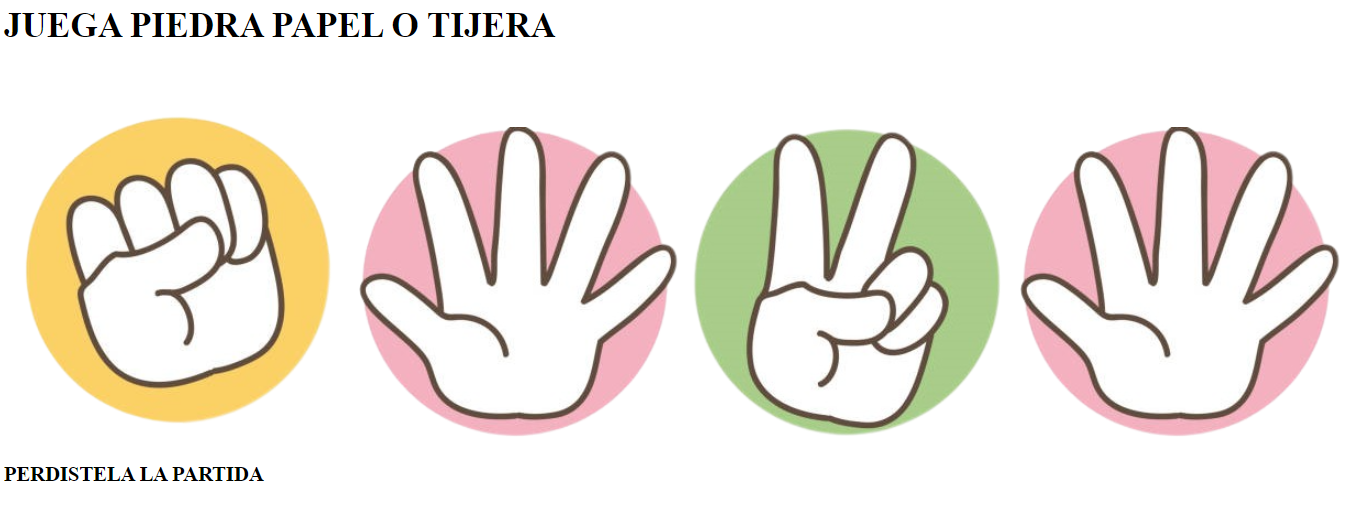 JUEGA PIEDRA PAPEL O TIJERA
PERDISTELA LA PARTIDA